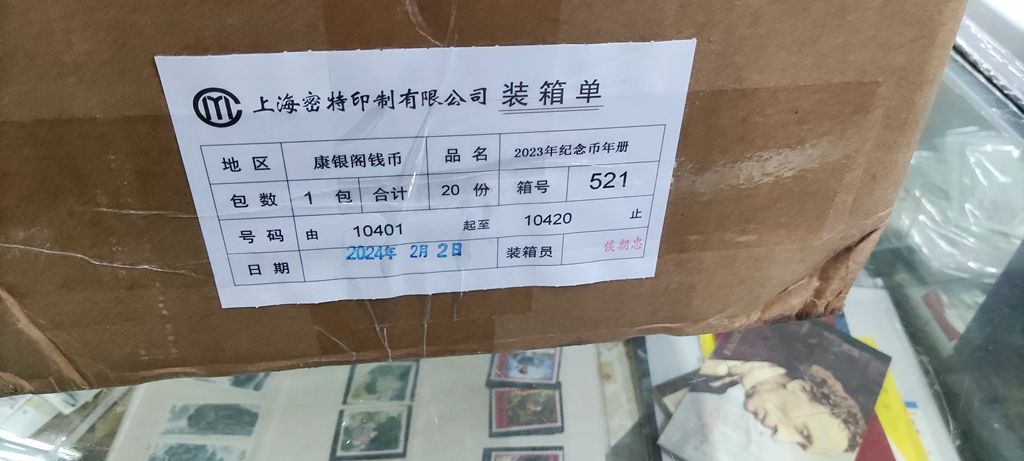 上海密特印制有限公司 装箱单
地区 康银阁钱币 品名 2023年纪念币年册
包数 1 包 合计 20 份 箱号 521
号码 由 10401 起至 10420 止
日期 2024年 2月 2日 装箱员 侯朝忠